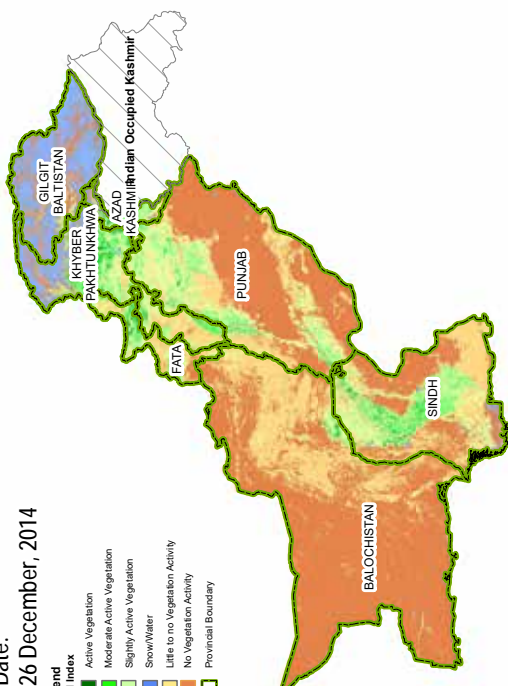 Date:
26 December, 2014
end
Index
Active Vegetation
Moderate Active Vegetation
Slightly Active Vegetation
Snow/Water
Little to no Vegetation Activity
No Vegetation Activity
Provincial Boundary
GILGIT
BALTISTAN
KHYBER
PAKHTUNKHWA
AZAD
KASHMIR
Indian Occupied Kashmir
FATA
PUNJAB
BALOCHISTAN
SINDH